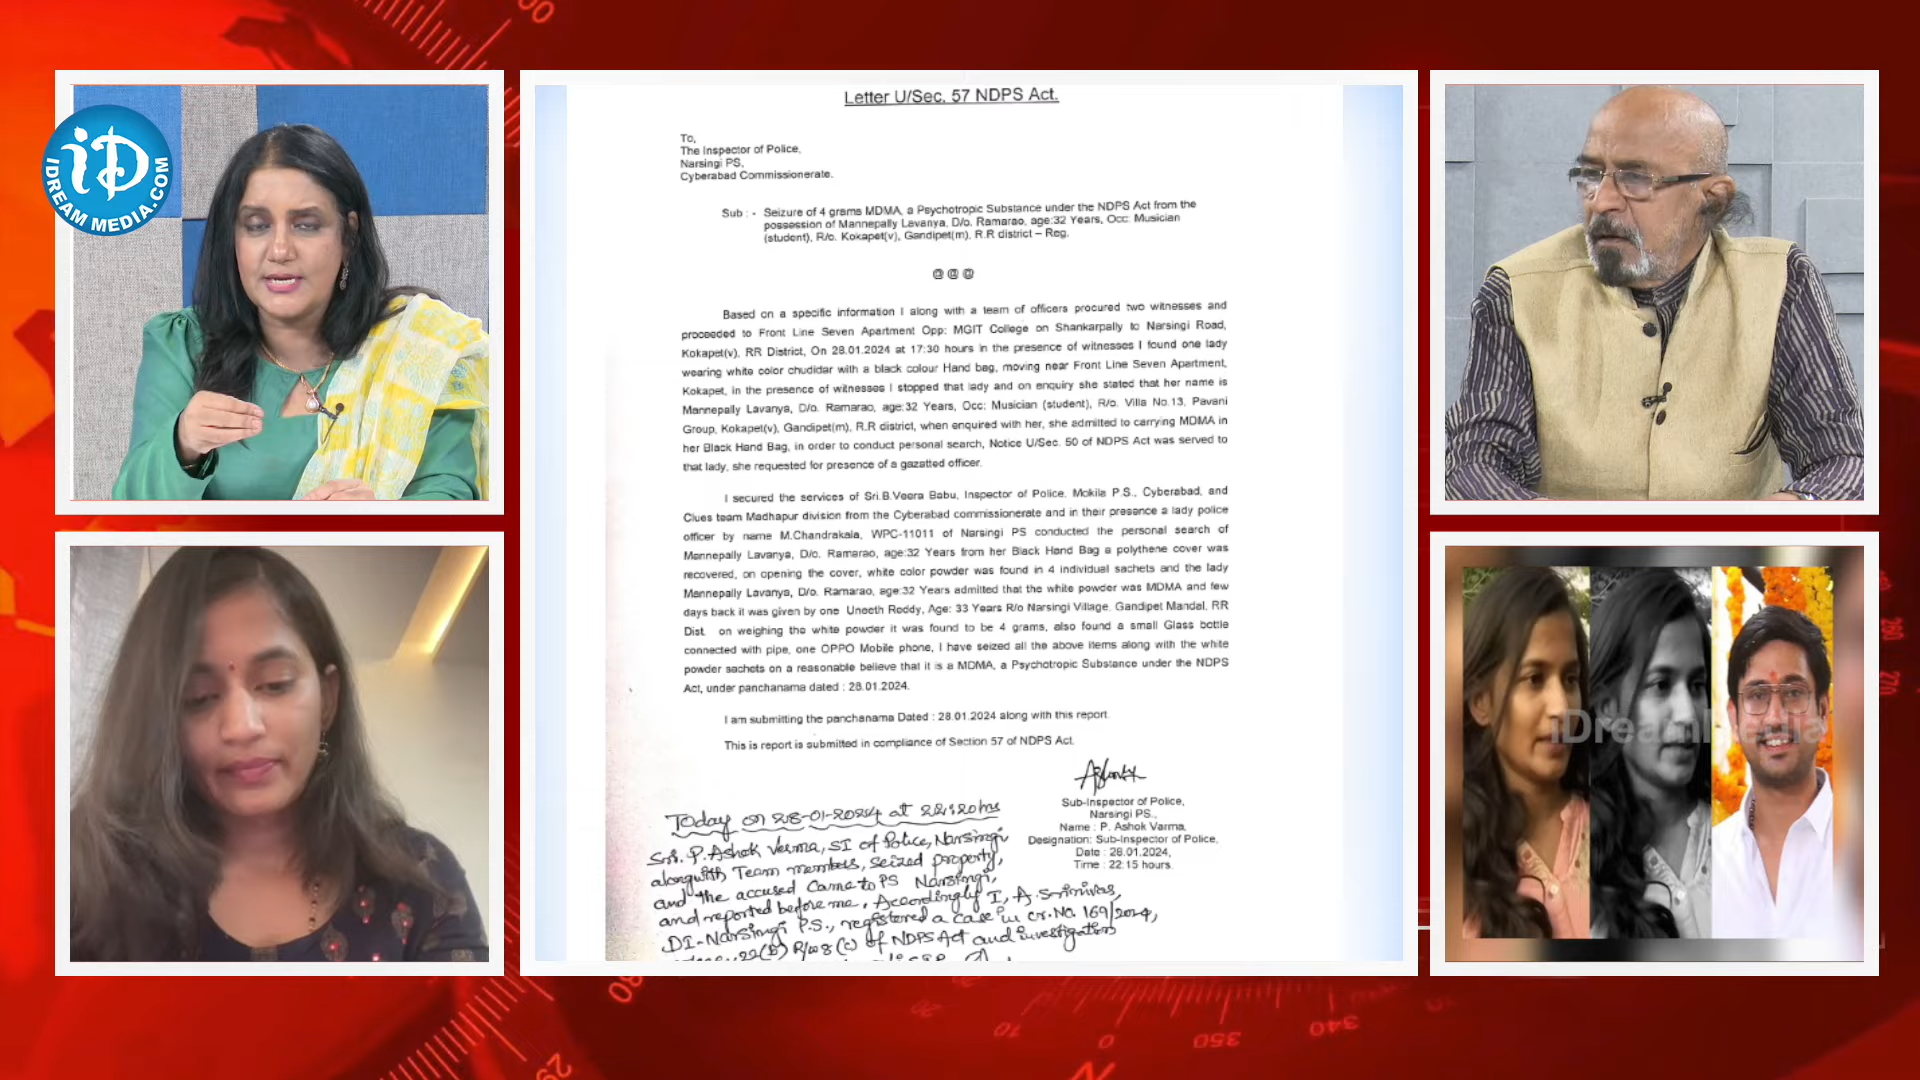 iD
IDREAM MEDIA.COM
Letter U/Sec. 57 NDPS Act.
To,
The Inspector of Police,
Narsingi PS,
Cyberabad Commissionerate.
Sub : - Seizure of 4 grams MDMA, a Psychotropic Substance under the NDPS Act from the
possession of Mannepally Lavanya, D/o. Ramarao, age:32 Years, Occ: Musician
(student), R/o. Kokapet(v), Gandipet(m), R.R district – Reg.
@@@
Based on a specific information I along with a team of officers procured two witnesses and
proceeded to Front Line Seven Apartment Opp: MGIT College on Shankarpally to Narsingi Road,
Kokapet(v), RR District, On 28.01.2024 at 17:30 hours in the presence of witnesses I found one lady
wearing white color chudidar with a black colour Hand bag, moving near Front Line Seven Apartment,
Kokapet, in the presence of witnesses I stopped that lady and on enquiry she stated that her name is
Mannepally Lavanya, D/o. Ramarao, age:32 Years, Occ: Musician (student), R/o. Villa No.13, Pavani
Group, Kokapet(v), Gandipet(m), R.R district, when enquired with her, she admitted to carrying MDMA in
her Black Hand Bag, in order to conduct personal search, Notice U/Sec. 50 of NDPS Act was served to
that lady, she requested for presence of a gazatted officer.
I secured the services of Sri.B.Veera Babu, Inspector of Police, Mokila P.S., Cyberabad, and
Clues team Madhapur division from the Cyberabad commissionerate and in their presence a lady police
officer by name M.Chandrakala, WPC-11011 of Narsingi PS conducted the personal search of
Mannepally Lavanya, D/o. Ramarao, age:32 Years from her Black Hand Bag a polythene cover was
recovered, on opening the cover, white color powder was found in 4 individual sachets and the lady
Mannepally Lavanya, D/o. Ramarao, age:32 Years admitted that the white powder was MDMA and few
days back it was given by one Uneeth Reddy, Age: 33 Years R/o Narsingi Village, Gandipet Mandal, RR
Dist. on weighing the white powder it was found to be 4 grams, also found a small Glass bottle
connected with pipe, one OPPO Mobile phone, I have seized all the above items along with the white
powder sachets on a reasonable believe that it is a MDMA, a Psychotropic Substance under the NDPS
Act, under panchanama dated : 28.01.2024.
I am submitting the panchanama Dated : 28.01.2024 along with this report.
This is report is submitted in compliance of Section 57 of NDPS Act.
Sub-Inspector of Police,
Narsingi PS.,
Name : P. Ashok Varma,
Designation: Sub-Inspector of Police,
Date : 28.01.2024,
Time : 22:15 hours.
Today on 28-01-2024 at 22:20hrs
Sri. P. Ashok Varma, SI of Police, Narsingi
alongwith Team members, seized property,
and the accused came to PS Narsingi,
and reported before me. Accordingly I, A. Srinivas,
DI-Narsingi P.S., registered a case in cr.No. 169/2024,
22(B) R/w 8(c) of NDPS Act and investigation
iDreamMedia
00
80
29
10
0
350
340
280
270